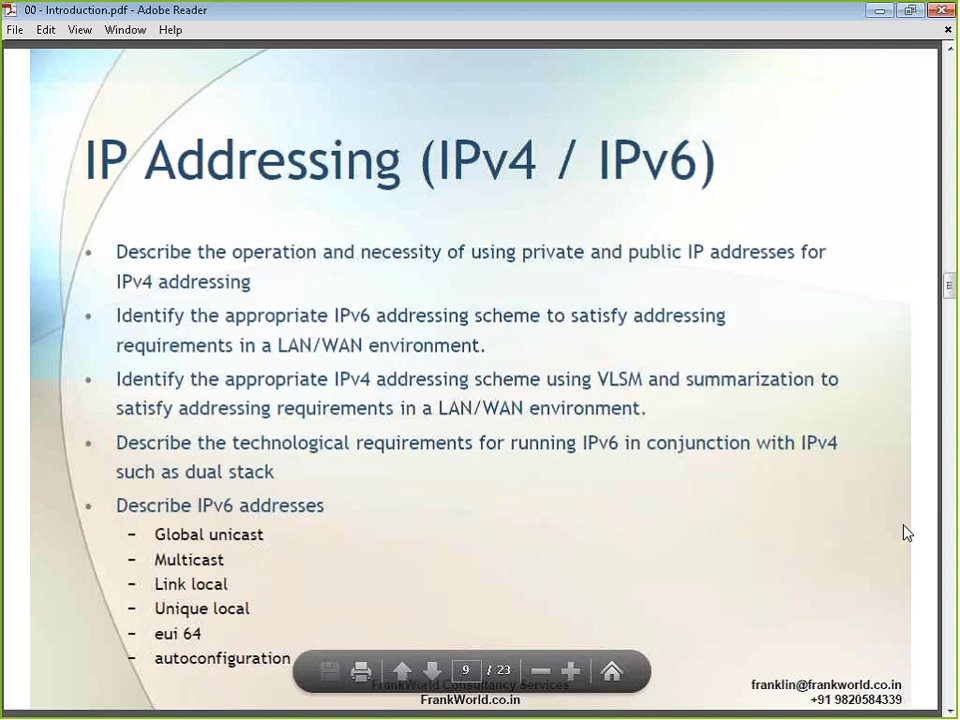 00 - Introduction.pdf - Adobe Reader
File Edit View Window Help
IP Addressing (IPv4 / IPv6)
• Describe the operation and necessity of using private and public IP addresses for
IPv4 addressing
• Identify the appropriate IPv6 addressing scheme to satisfy addressing
requirements in a LAN/WAN environment.
• Identify the appropriate IPv4 addressing scheme using VLSM and summarization to
satisfy addressing requirements in a LAN/WAN environment.
• Describe the technological requirements for running IPv6 in conjunction with IPv4
such as dual stack
• Describe IPv6 addresses
– Global unicast
– Multicast
– Link local
– Unique local
– eui 64
– autoconfiguration
9 / 23
FrankWorld Consultancy Services
FrankWorld.co.in
franklin@frankworld.co.in
+91 9820584339